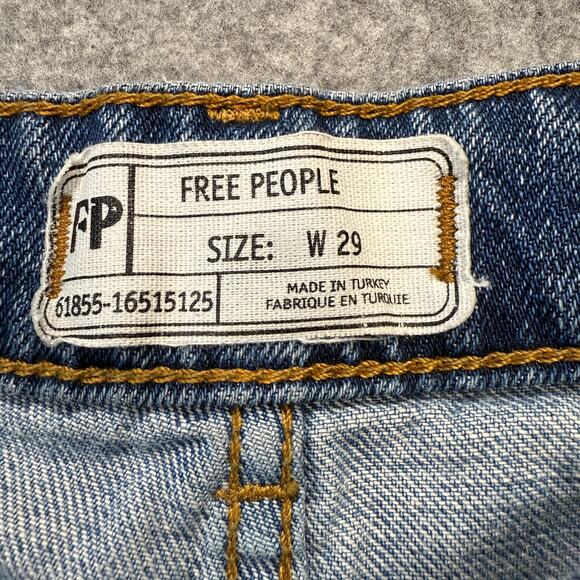 FP
FREE PEOPLE
SIZE: W 29
61855-16515125
MADE IN TURKEY
FABRIQUE EN TURQUIE